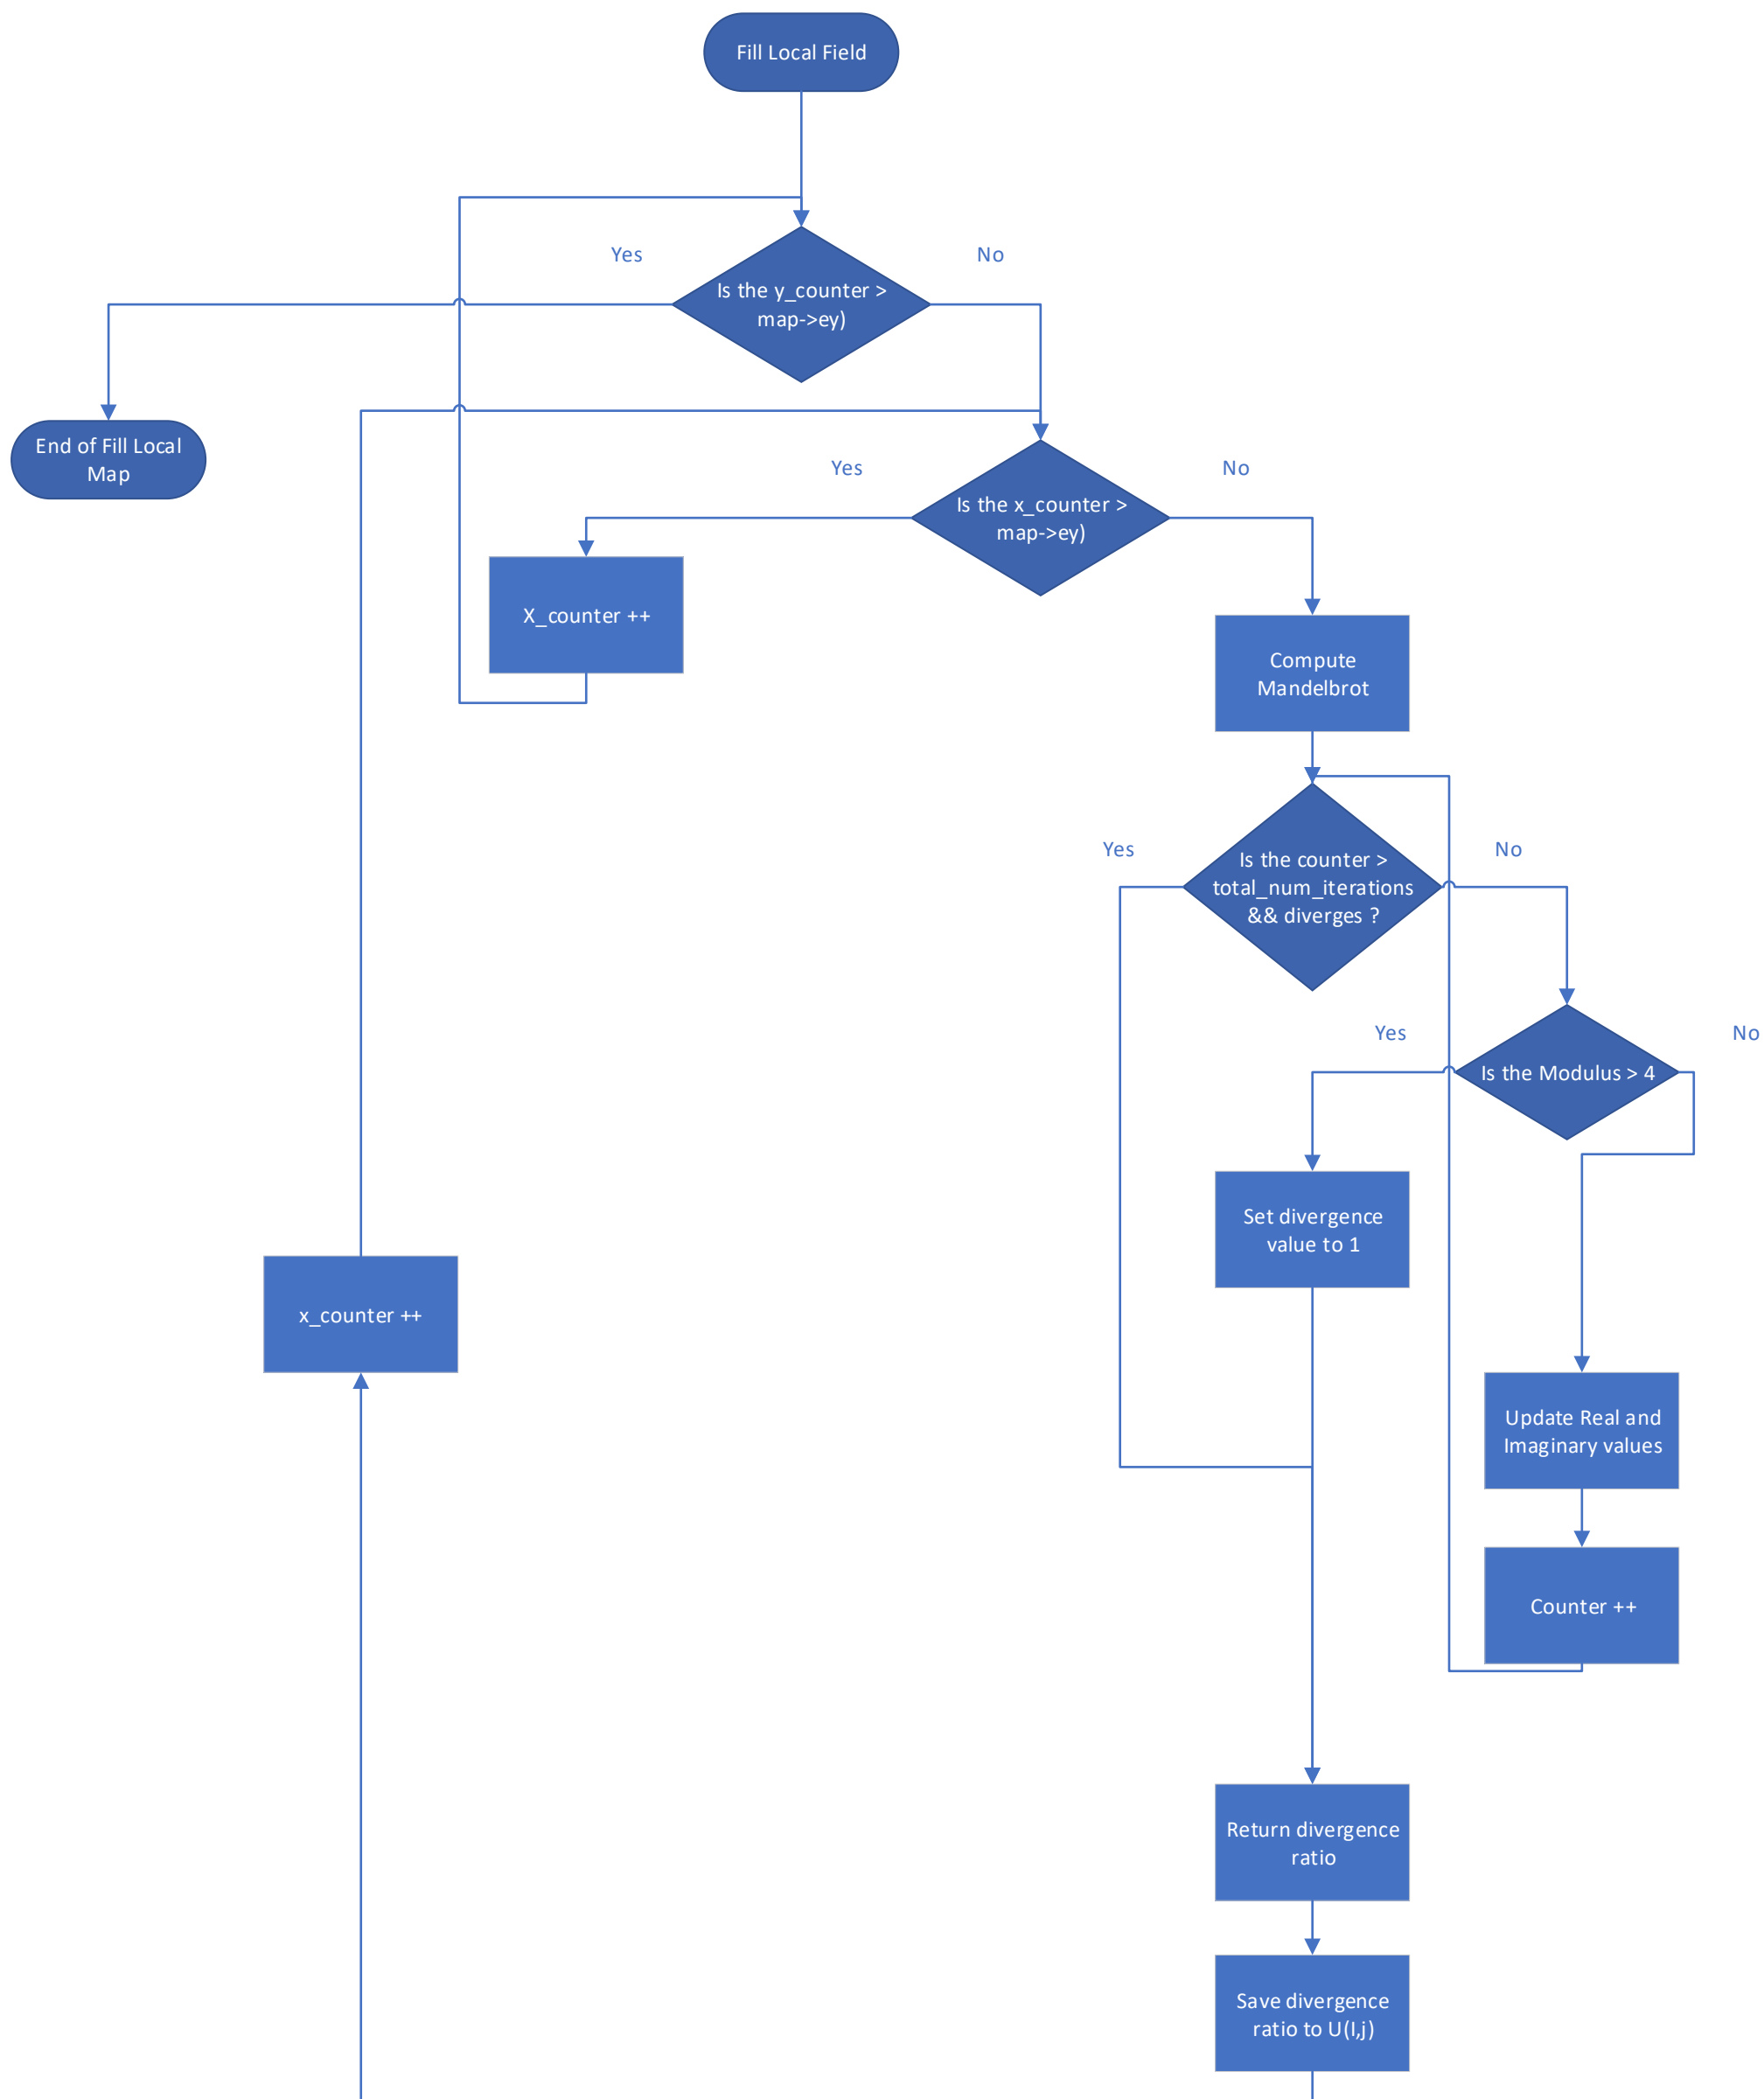 Fill Local Field
Yes
No
Is the y_counter >
map->ey)
End of Fill Local
Map
Yes
No
Is the x_counter >
map->ey)
X_counter ++
Compute
Mandelbrot
Yes
No
Is the counter >
total_num_iterations
&& diverges ?
Yes
No
Is the Modulus > 4
Set divergence
value to 1
x_counter ++
Update Real and
Imaginary values
Counter ++
Return divergence
ratio
Save divergence
ratio to U(I,j)